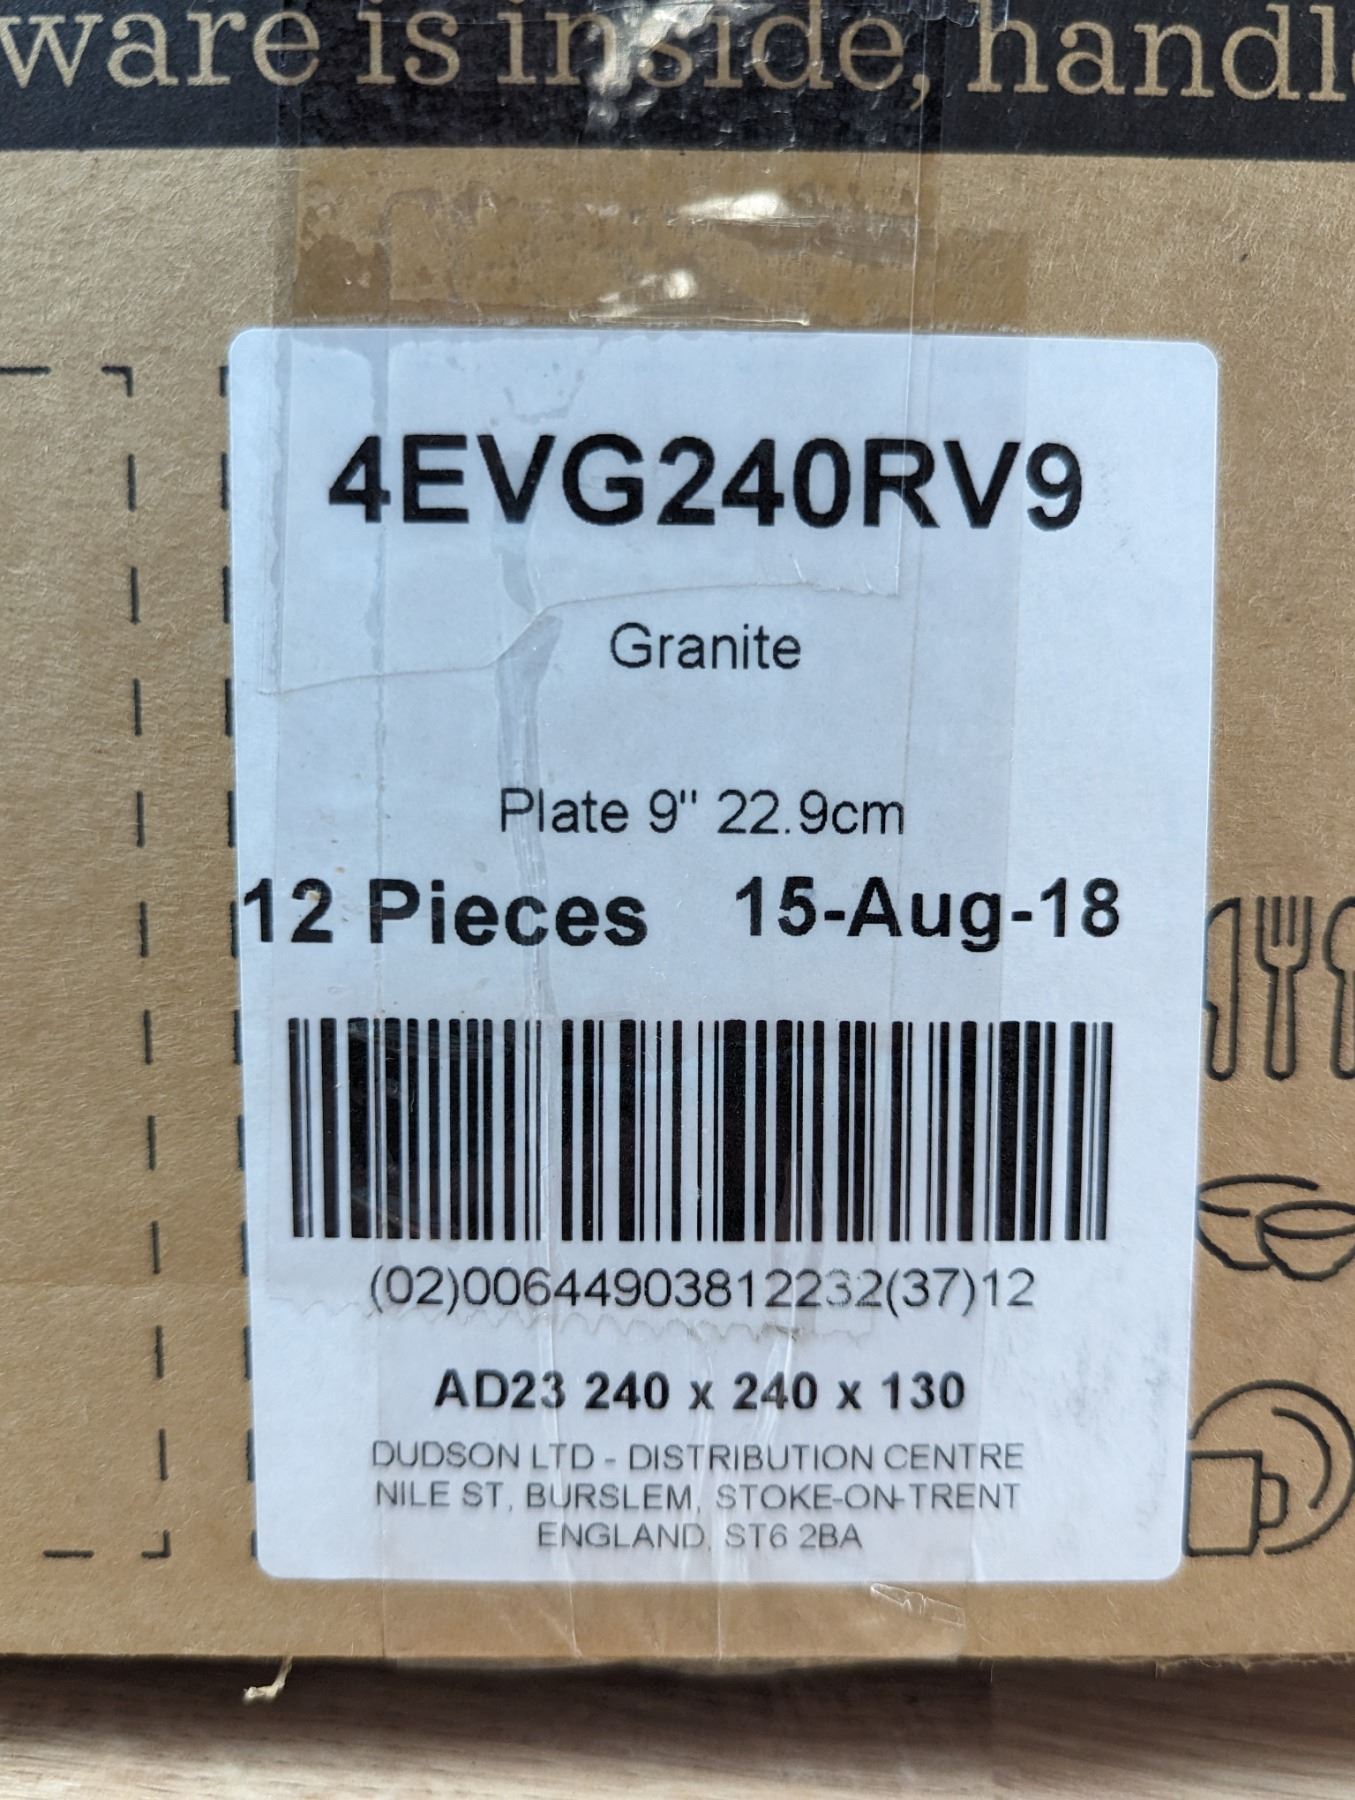 ware is inside, handle
4EVG240RV9
Granite
Plate 9" 22.9cm
12 Pieces 15-Aug-18
(02)00644903812232(37)12
AD23 240 x 240 x 130
DUDSON LTD - DISTRIBUTION CENTRE
NILE ST, BURSLEM, STOKE-ON-TRENT
ENGLAND, ST6 2BA